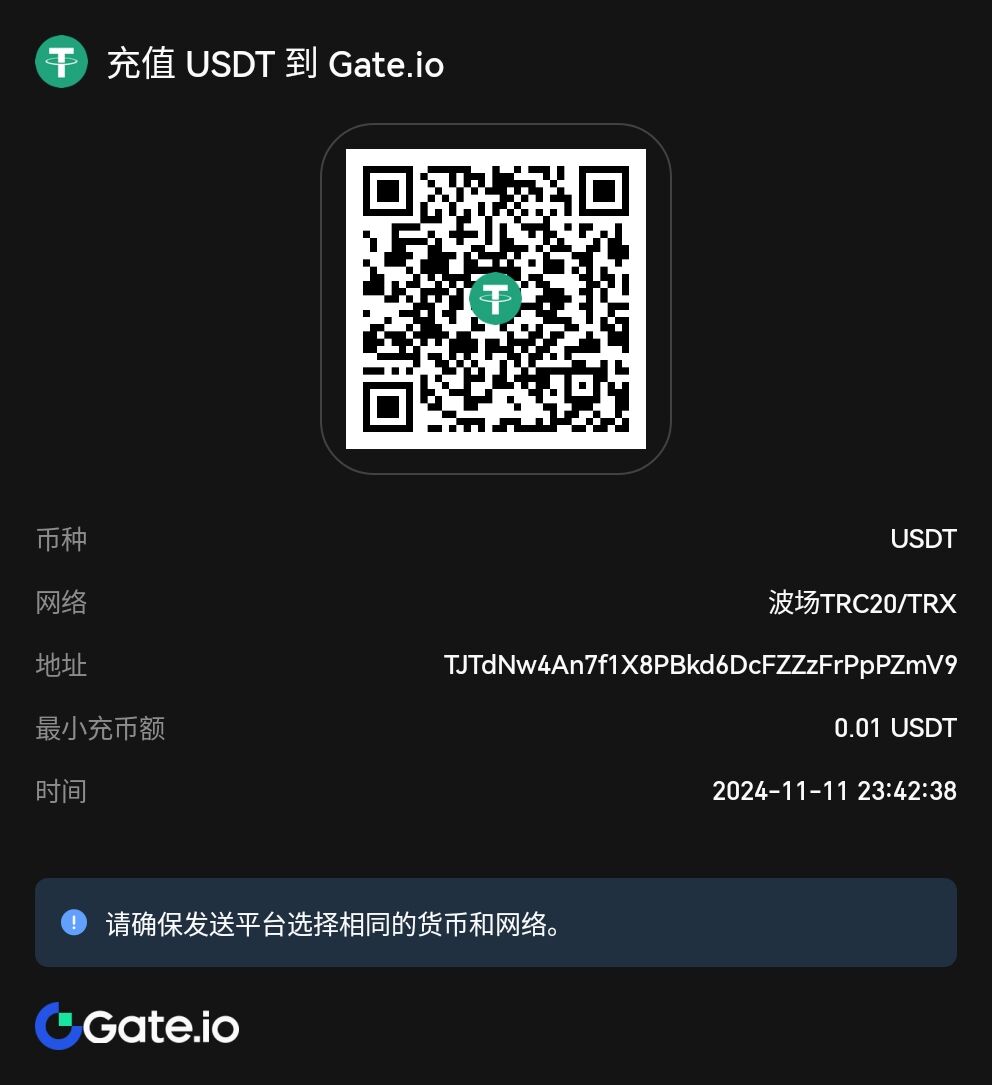 充值 USDT 到 Gate.io
币种 USDT
网络 波场TRC20/TRX
地址 TJTdNw4An7f1X8PBkd6DcFZZzFrPpPZmV9
最小充币额 0.01 USDT
时间 2024-11-11 23:42:38
请确保发送平台选择相同的货币和网络。
Gate.io